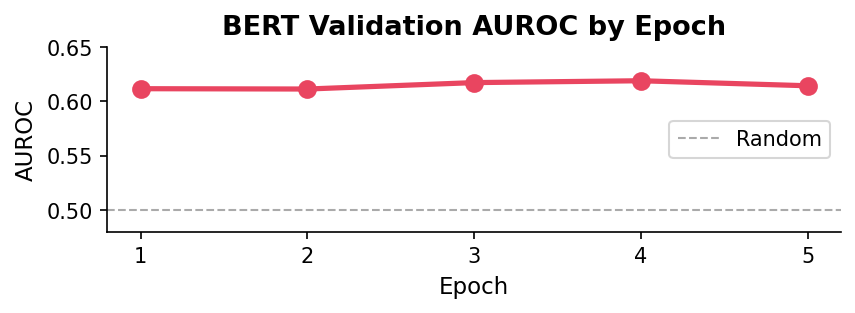 BERT Validation AUROC by Epoch
0.65
0.60
0.55
0.50
AUROC
Random
1 2 3 4 5
Epoch